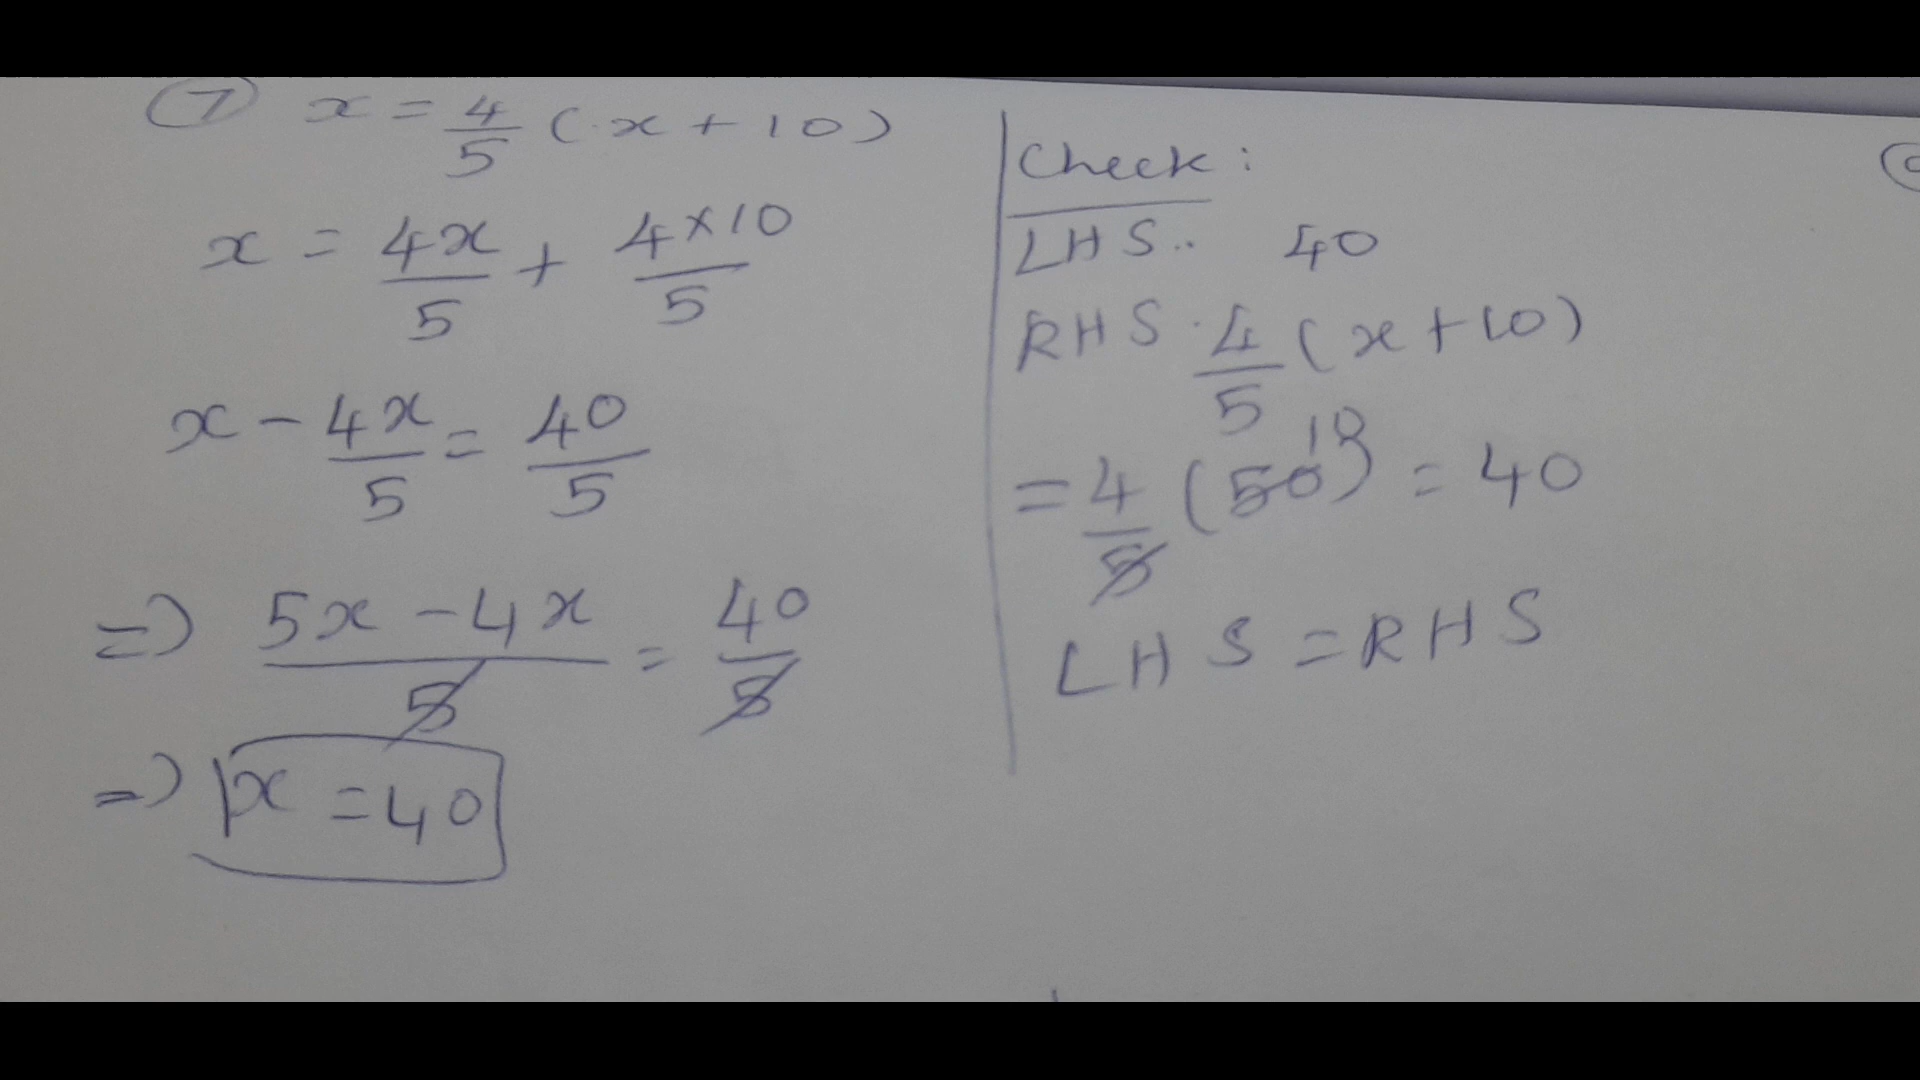 ⑦ x = 4/5 (x + 10)
x = 4x/5 + 4×10/5
x - 4x/5 = 40/5
=> 5x - 4x/5 = 40/5
=> x = 40
Check:
LHS.. 40
RHS. 4/5 (x + 10)
= 4/5 (50) 10 = 40
LHS = RHS